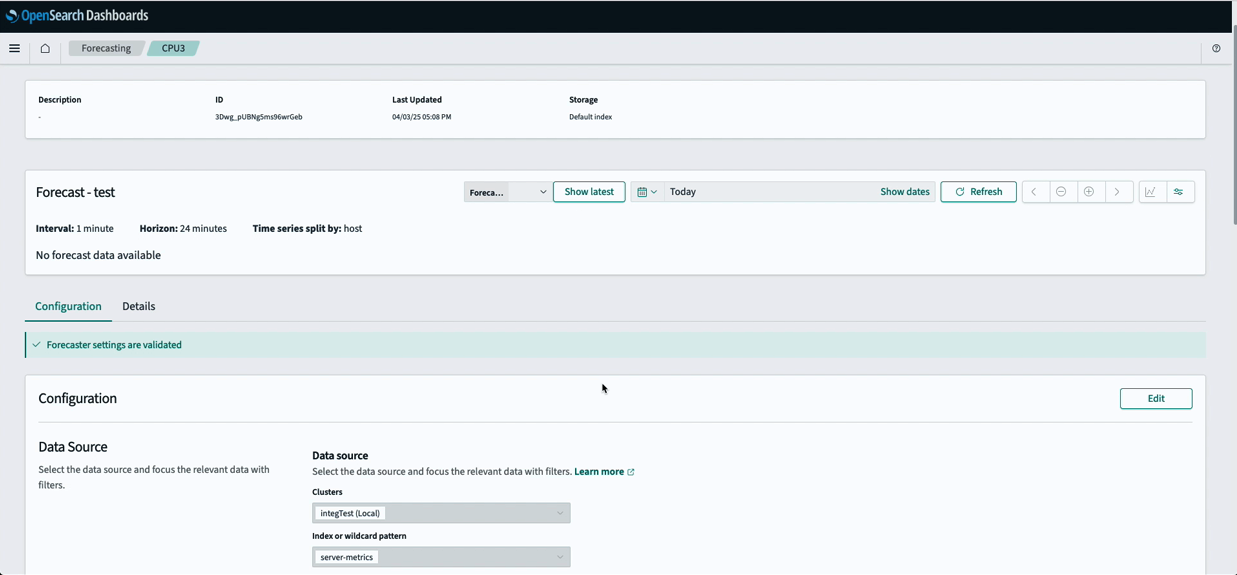 OpenSearch Dashboards
Forecasting CPU3
Description ID Last Updated Storage
- 3Dwg_pUBNg5ms96wrGeb 04/03/25 05:08 PM Default index
Forecast - test Foreca... Show latest Today Show dates Refresh
Interval: 1 minute Horizon: 24 minutes Time series split by: host
No forecast data available
Configuration Details
Forecaster settings are validated
Configuration Edit
Data Source
Select the data source and focus the relevant data with
filters.
Data source
Select the data source and focus the relevant data with filters. Learn more
Clusters
integTest (Local)
Index or wildcard pattern
server-metrics